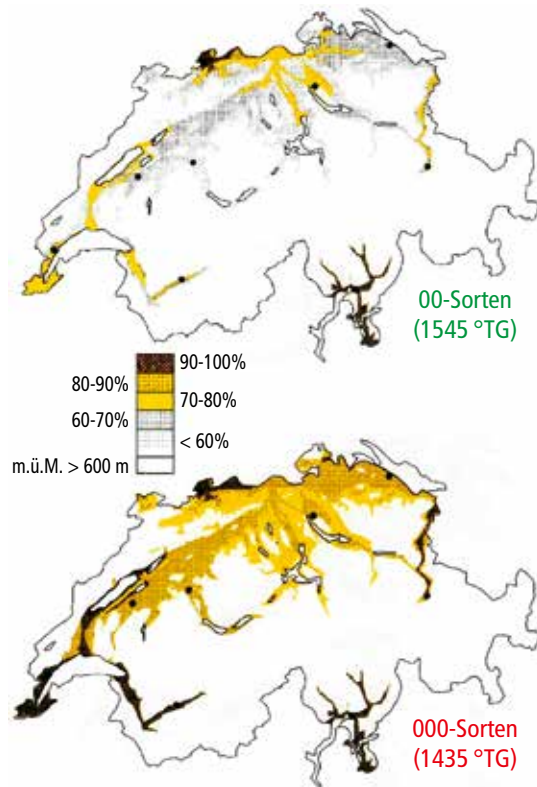 00-Sorten
(1545 °TG)
90-100%
80-90%
70-80%
60-70%
< 60%
m.ü.M. > 600 m
000-Sorten
(1435 °TG)